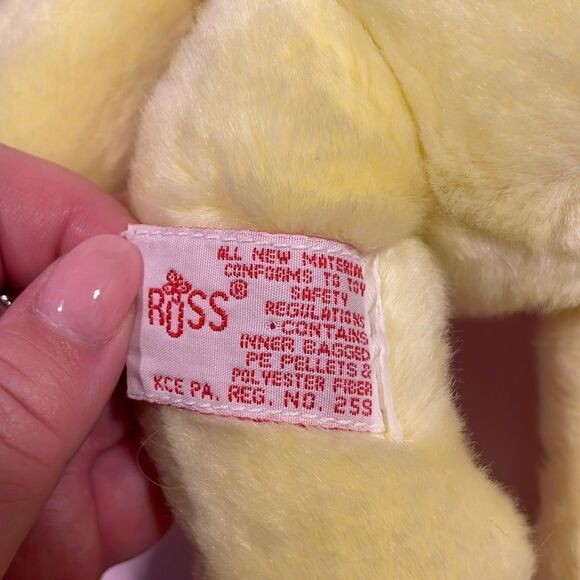 ROSS®
ALL NEW MATERIAL
CONFORMS TO TOY
SAFETY
REGULATIONS
•CONTAINS
INNER BAGGED
PE PELLETS &
POLYESTER FIBER
KCE PA. REG NO. 259